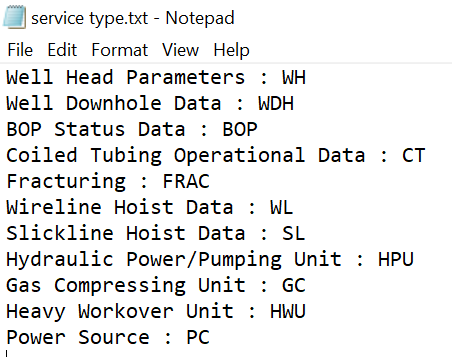 service type.txt - Notepad
File Edit Format View Help
Well Head Parameters : WH
Well Downhole Data : WDH
BOP Status Data : BOP
Coiled Tubing Operational Data : CT
Fracturing : FRAC
Wireline Hoist Data : WL
Slickline Hoist Data : SL
Hydraulic Power/Pumping Unit : HPU
Gas Compressing Unit : GC
Heavy Workover Unit : HWU
Power Source : PC